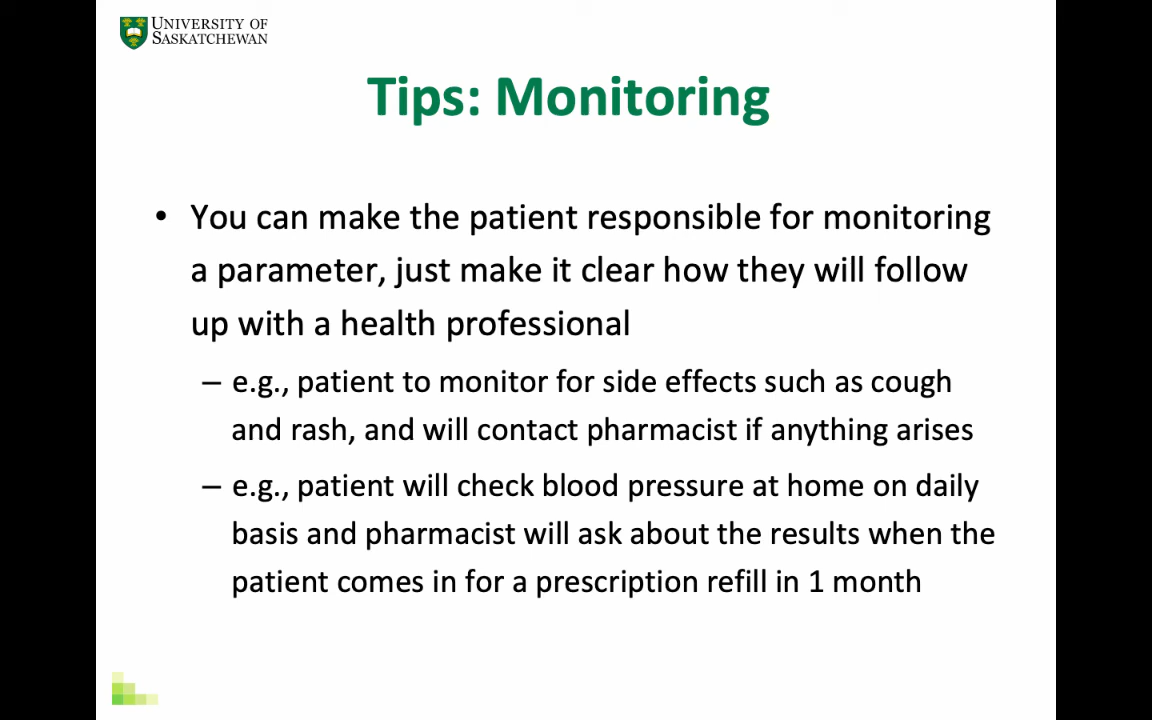 UNIVERSITY OF
SASKATCHEWAN
Tips: Monitoring
• You can make the patient responsible for monitoring
a parameter, just make it clear how they will follow
up with a health professional
– e.g., patient to monitor for side effects such as cough
and rash, and will contact pharmacist if anything arises
– e.g., patient will check blood pressure at home on daily
basis and pharmacist will ask about the results when the
patient comes in for a prescription refill in 1 month